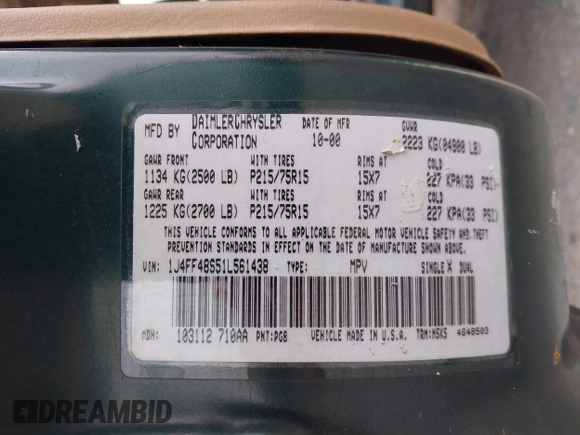 MFD BY DAIMLERCHRYSLER CORPORATION DATE OF MFR 10-00 GVWR 2223 KG(04900 LB)
GAWR FRONT WITH TIRES RIMS AT COLD
1134 KG(2500 LB) P215/75R15 15X7 227 KPA(33 PSI)
GAWR REAR WITH TIRES RIMS AT COLD
1225 KG(2700 LB) P215/75R15 15X7 227 KPA(33 PSI)
THIS VEHICLE CONFORMS TO ALL APPLICABLE FEDERAL MOTOR VEHICLE SAFETY AND THEFT
PREVENTION STANDARDS IN EFFECT ON THE DATE OF MANUFACTURE SHOWN ABOVE.
VIN: 1J4FF48S51L561438 TYPE: MPV SINGLE X DUAL
MDH: 103112 710AA PNT:PG8 VEHICLE MADE IN U.S.A. TRM:M5K5 4648589
DREAMBID